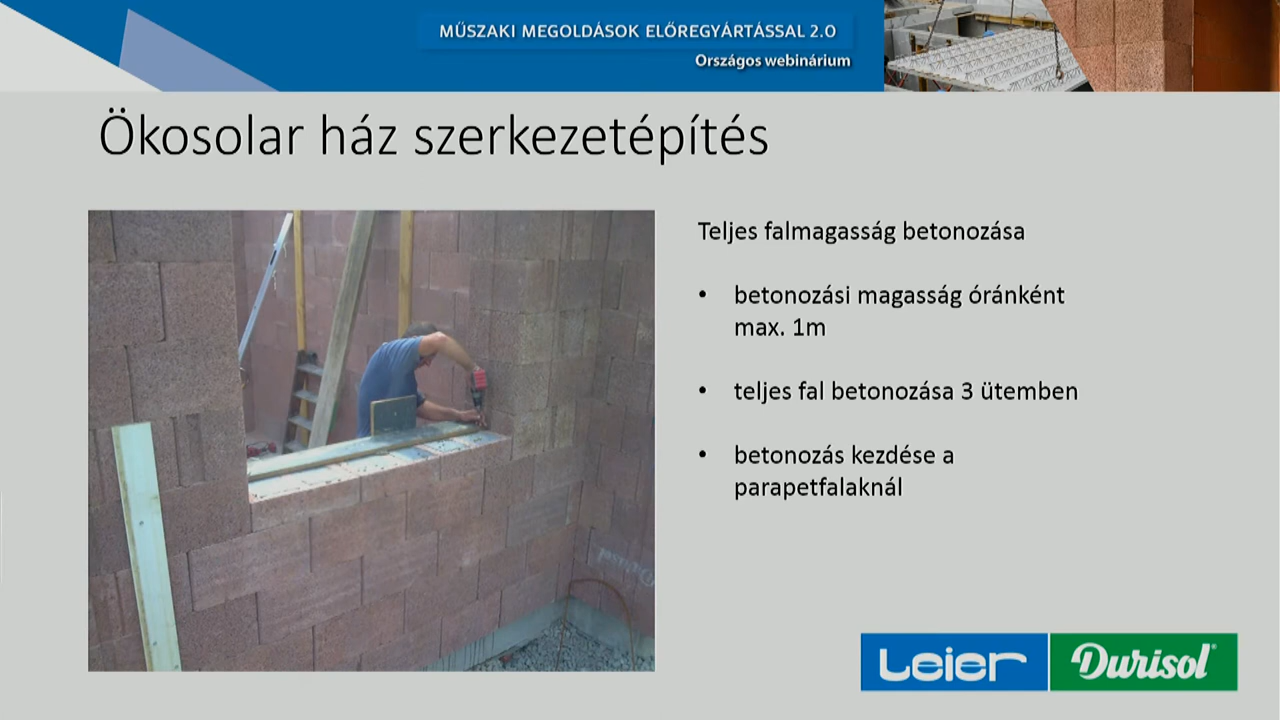 MŰSZAKI MEGOLDÁSOK ELŐREGYÁRTÁSSAL 2.0
Országos webinárium
Ökosolar ház szerkezetépítés
Teljes falmagasság betonozása
• betonozási magasság óránként
max. 1m
• teljes fal betonozása 3 ütemben
• betonozás kezdése a
parapetfalaknál
Leier
Durisol®